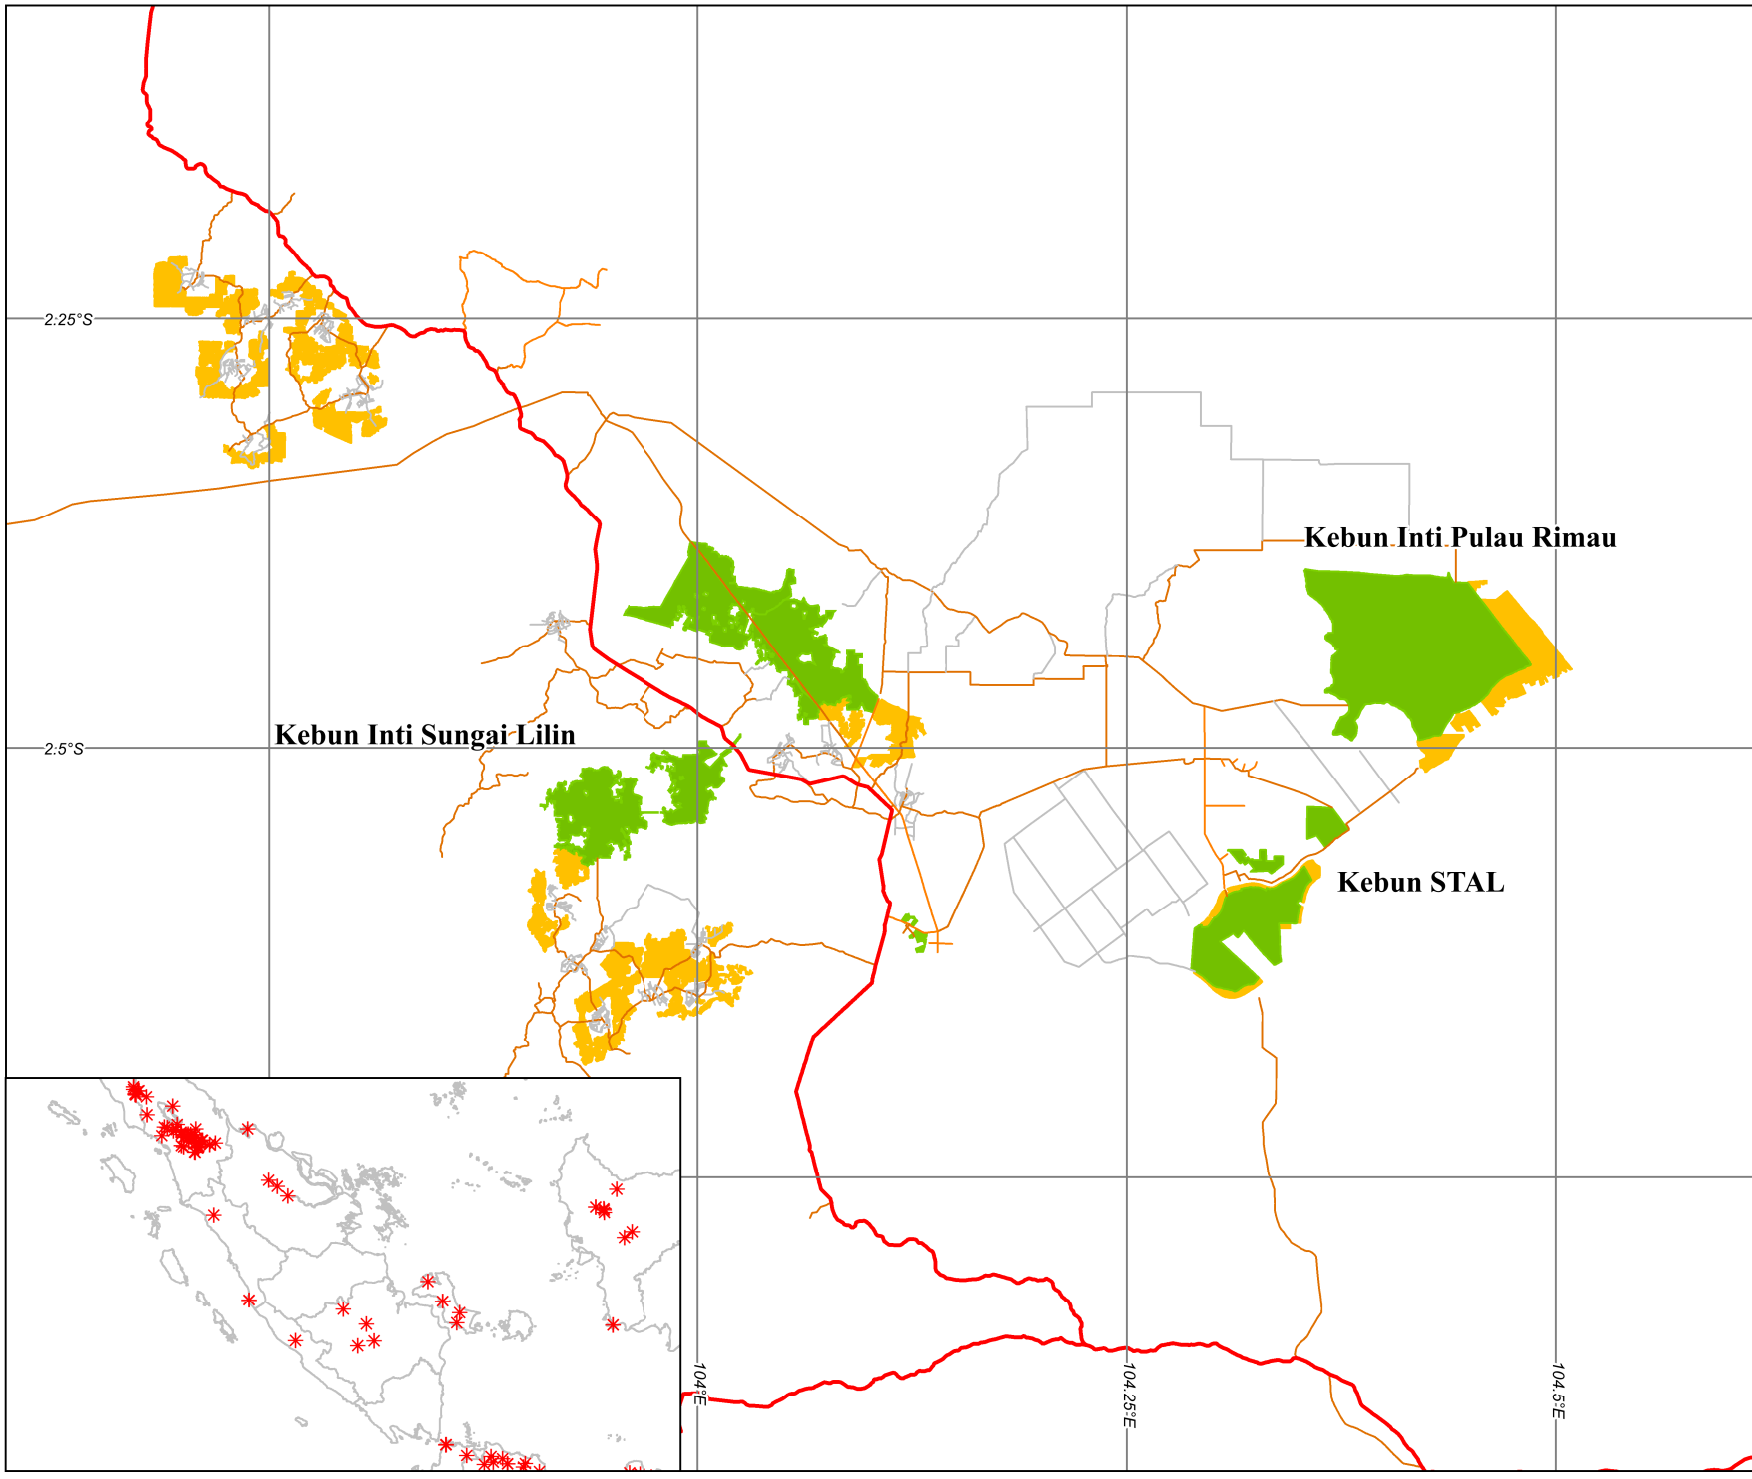 2.25°S
Kebun Inti Pulau Rimau
Kebun Inti Sungai Lilin
2.5°S
Kebun STAL
104°E
104.25°E
104.5°E